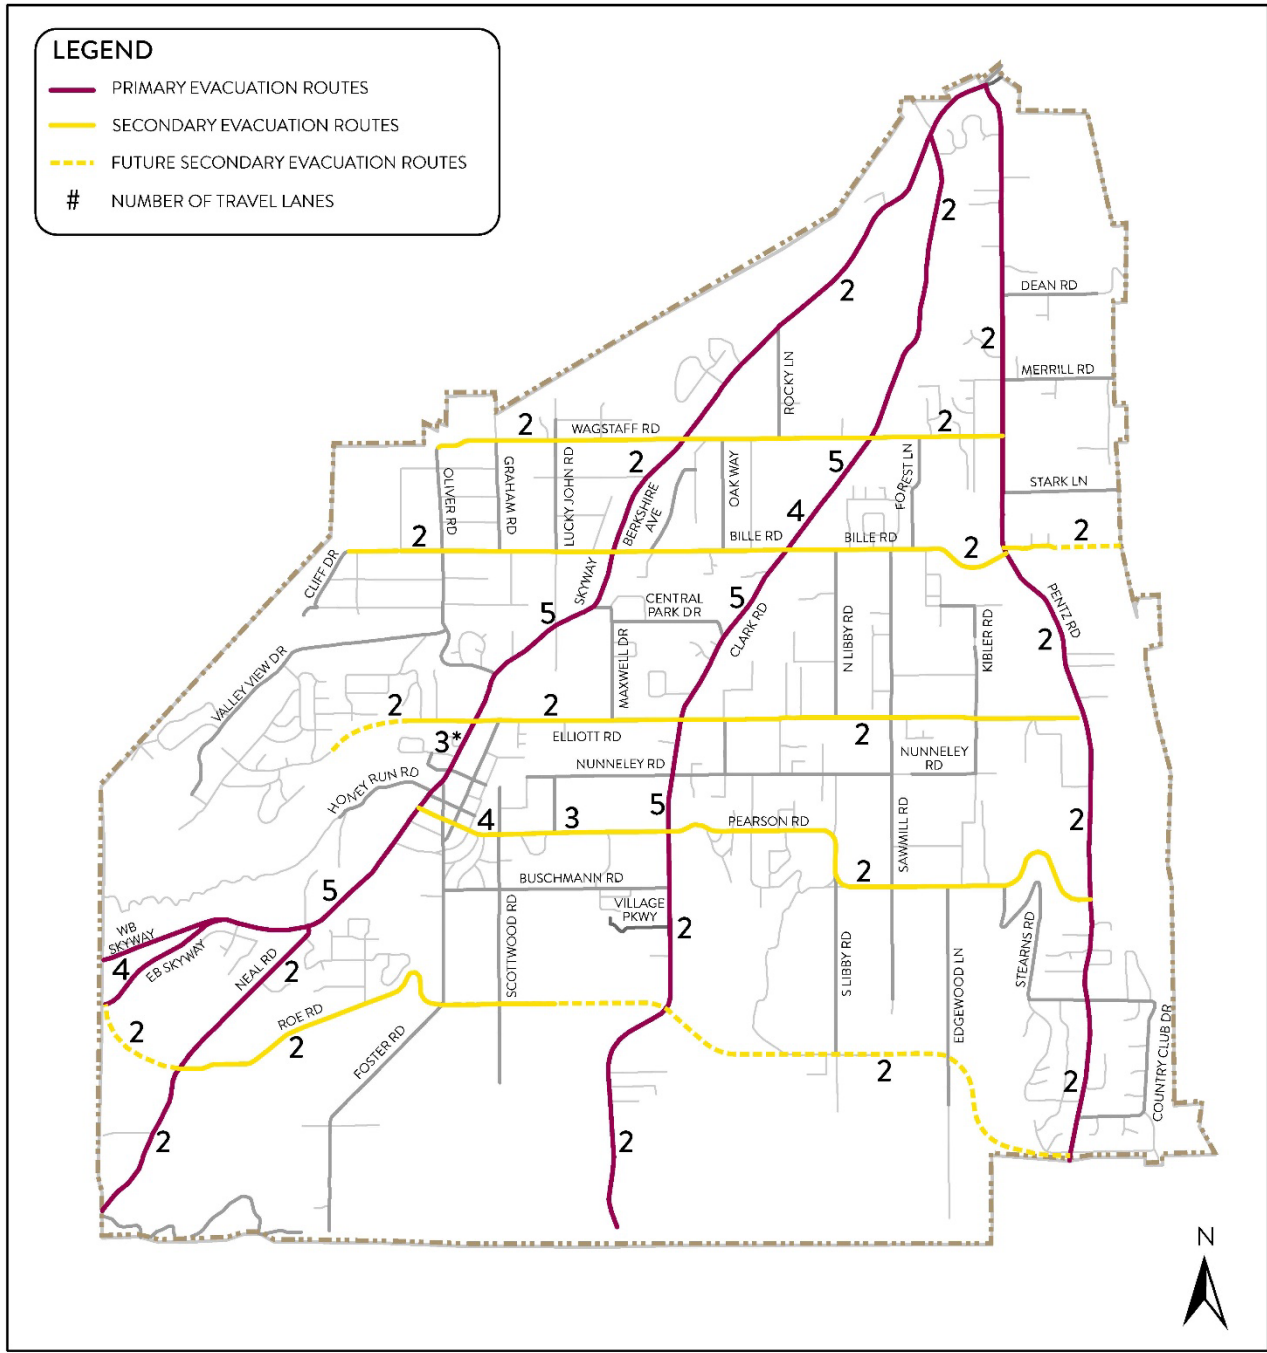 LEGEND
PRIMARY EVACUATION ROUTES
SECONDARY EVACUATION ROUTES
FUTURE SECONDARY EVACUATION ROUTES
# NUMBER OF TRAVEL LANES
2
2
DEAN RD
2
MERRILL RD
ROCKY LN
2
2
WAGSTAFF RD
2
5
OLIVER RD
GRAHAM RD
LUCKY JOHN RD
BERKSHIRE
AVE
OAK WAY
FOREST LN
STARK LN
4
2
BILLE RD
BILLE RD
2
2
CLIFF DR
SKYWAY
5
CENTRAL
PARK DR
5
CLARK RD
N LIBBY RD
KIBLER RD
PENTZ RD
2
VALLEY VIEW DR
MAXWELL DR
2
2
3*
ELLIOTT RD
2
NUNNELEY
RD
NUNNELEY RD
HONEY RUN RD
4
3
5
PEARSON RD
SAWMILL RD
2
2
5
BUSCHMANN RD
VILLAGE
PKWY
2
WB
SKYWAY
4
EB SKYWAY
NEAL RD
2
SCOTTWOOD RD
S LIBBY RD
EDGEWOOD LN
STEARNS RD
2
ROE RD
2
FOSTER RD
2
2
COUNTRY CLUB DR
2
2
N